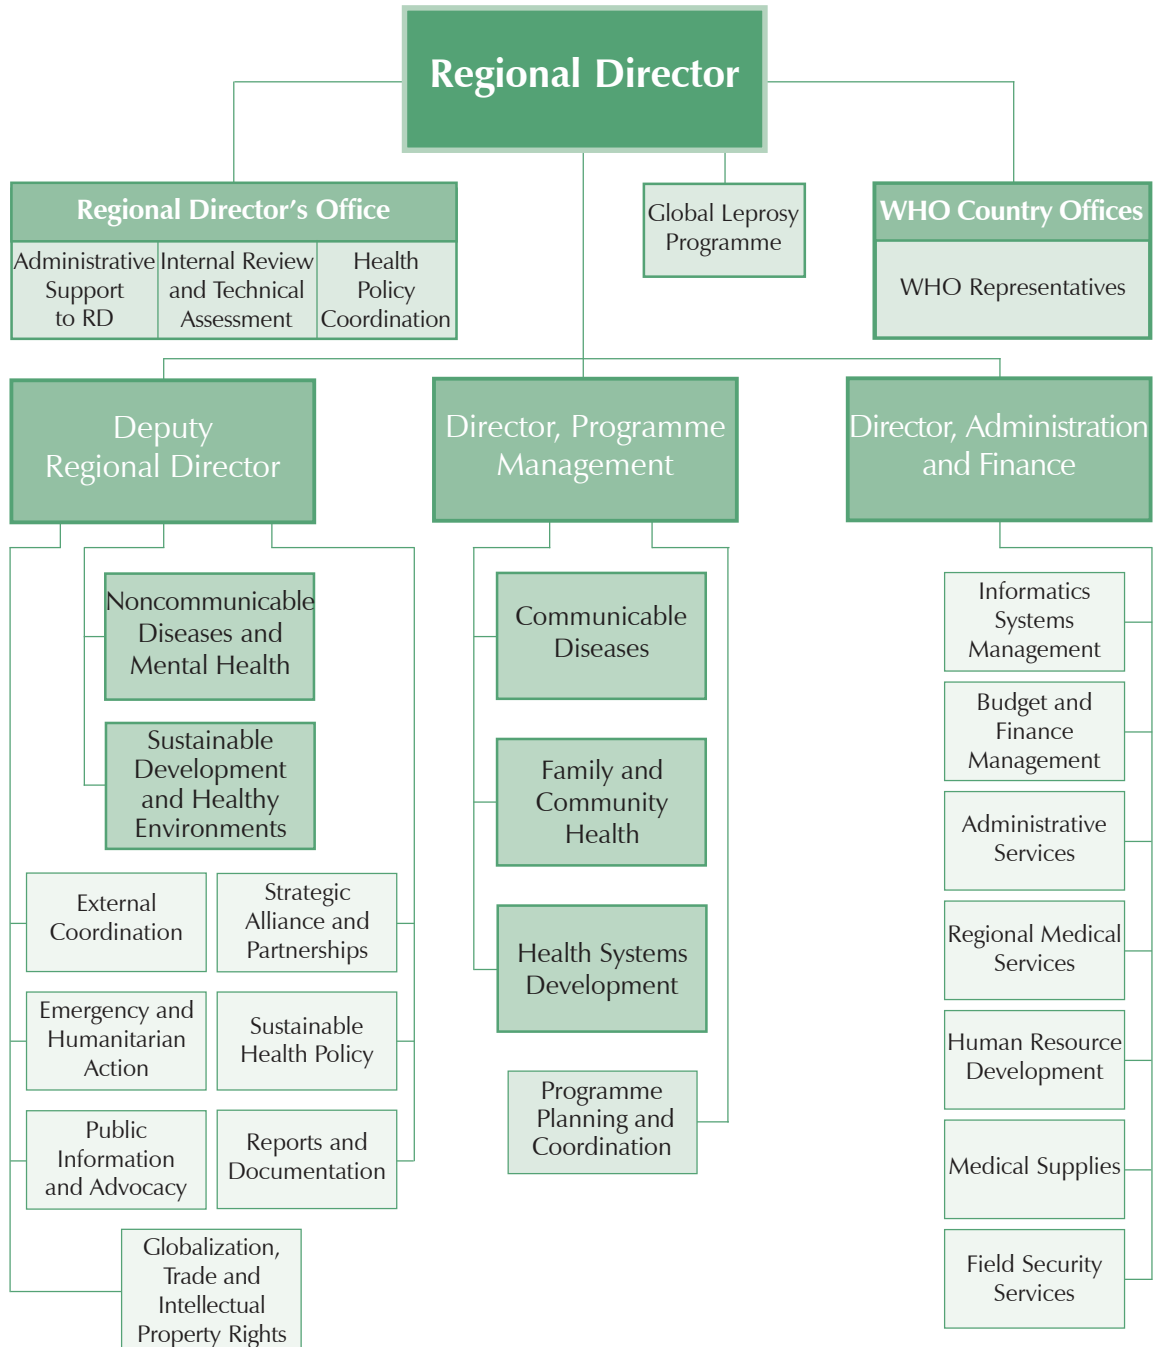 Regional Director
Regional Director’s Office
Administrative
Support
to RD
Internal Review
and Technical
Assessment
Health
Policy
Coordination
Global Leprosy
Programme
WHO Country Offices
WHO Representatives
Deputy
Regional Director
Director, Programme
Management
Director, Administration
and Finance
Noncommunicable
Diseases and
Mental Health
Sustainable
Development
and Healthy
Environments
External
Coordination
Strategic
Alliance and
Partnerships
Emergency and
Humanitarian
Action
Sustainable
Health Policy
Public
Information
and Advocacy
Reports and
Documentation
Globalization,
Trade and
Intellectual
Property Rights
Communicable
Diseases
Family and
Community
Health
Health Systems
Development
Programme
Planning and
Coordination
Informatics
Systems
Management
Budget and
Finance
Management
Administrative
Services
Regional Medical
Services
Human Resource
Development
Medical Supplies
Field Security
Services